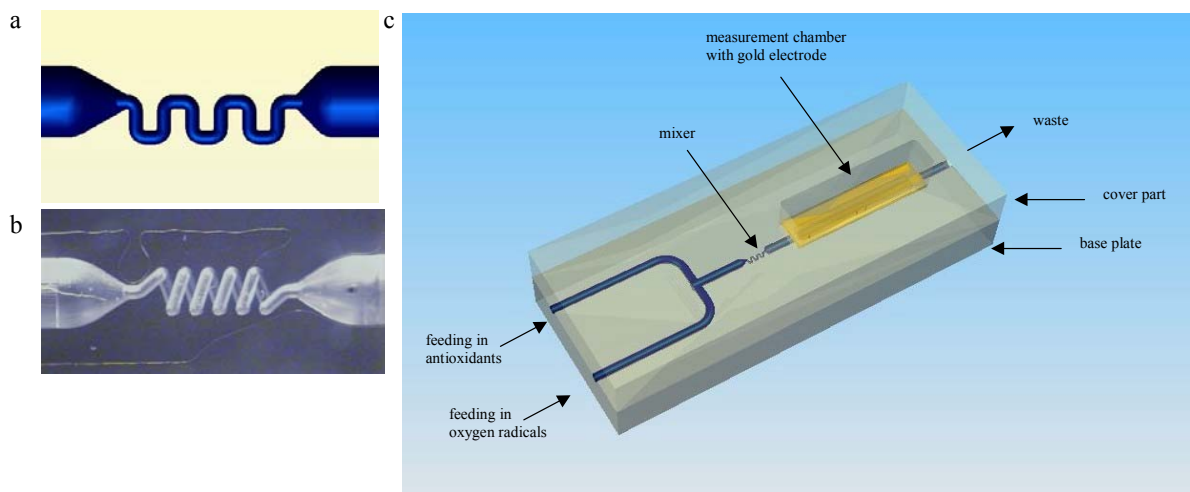 a
b
c
measurement chamber
with gold electrode
mixer
waste
cover part
base plate
feeding in
antioxidants
feeding in
oxygen radicals